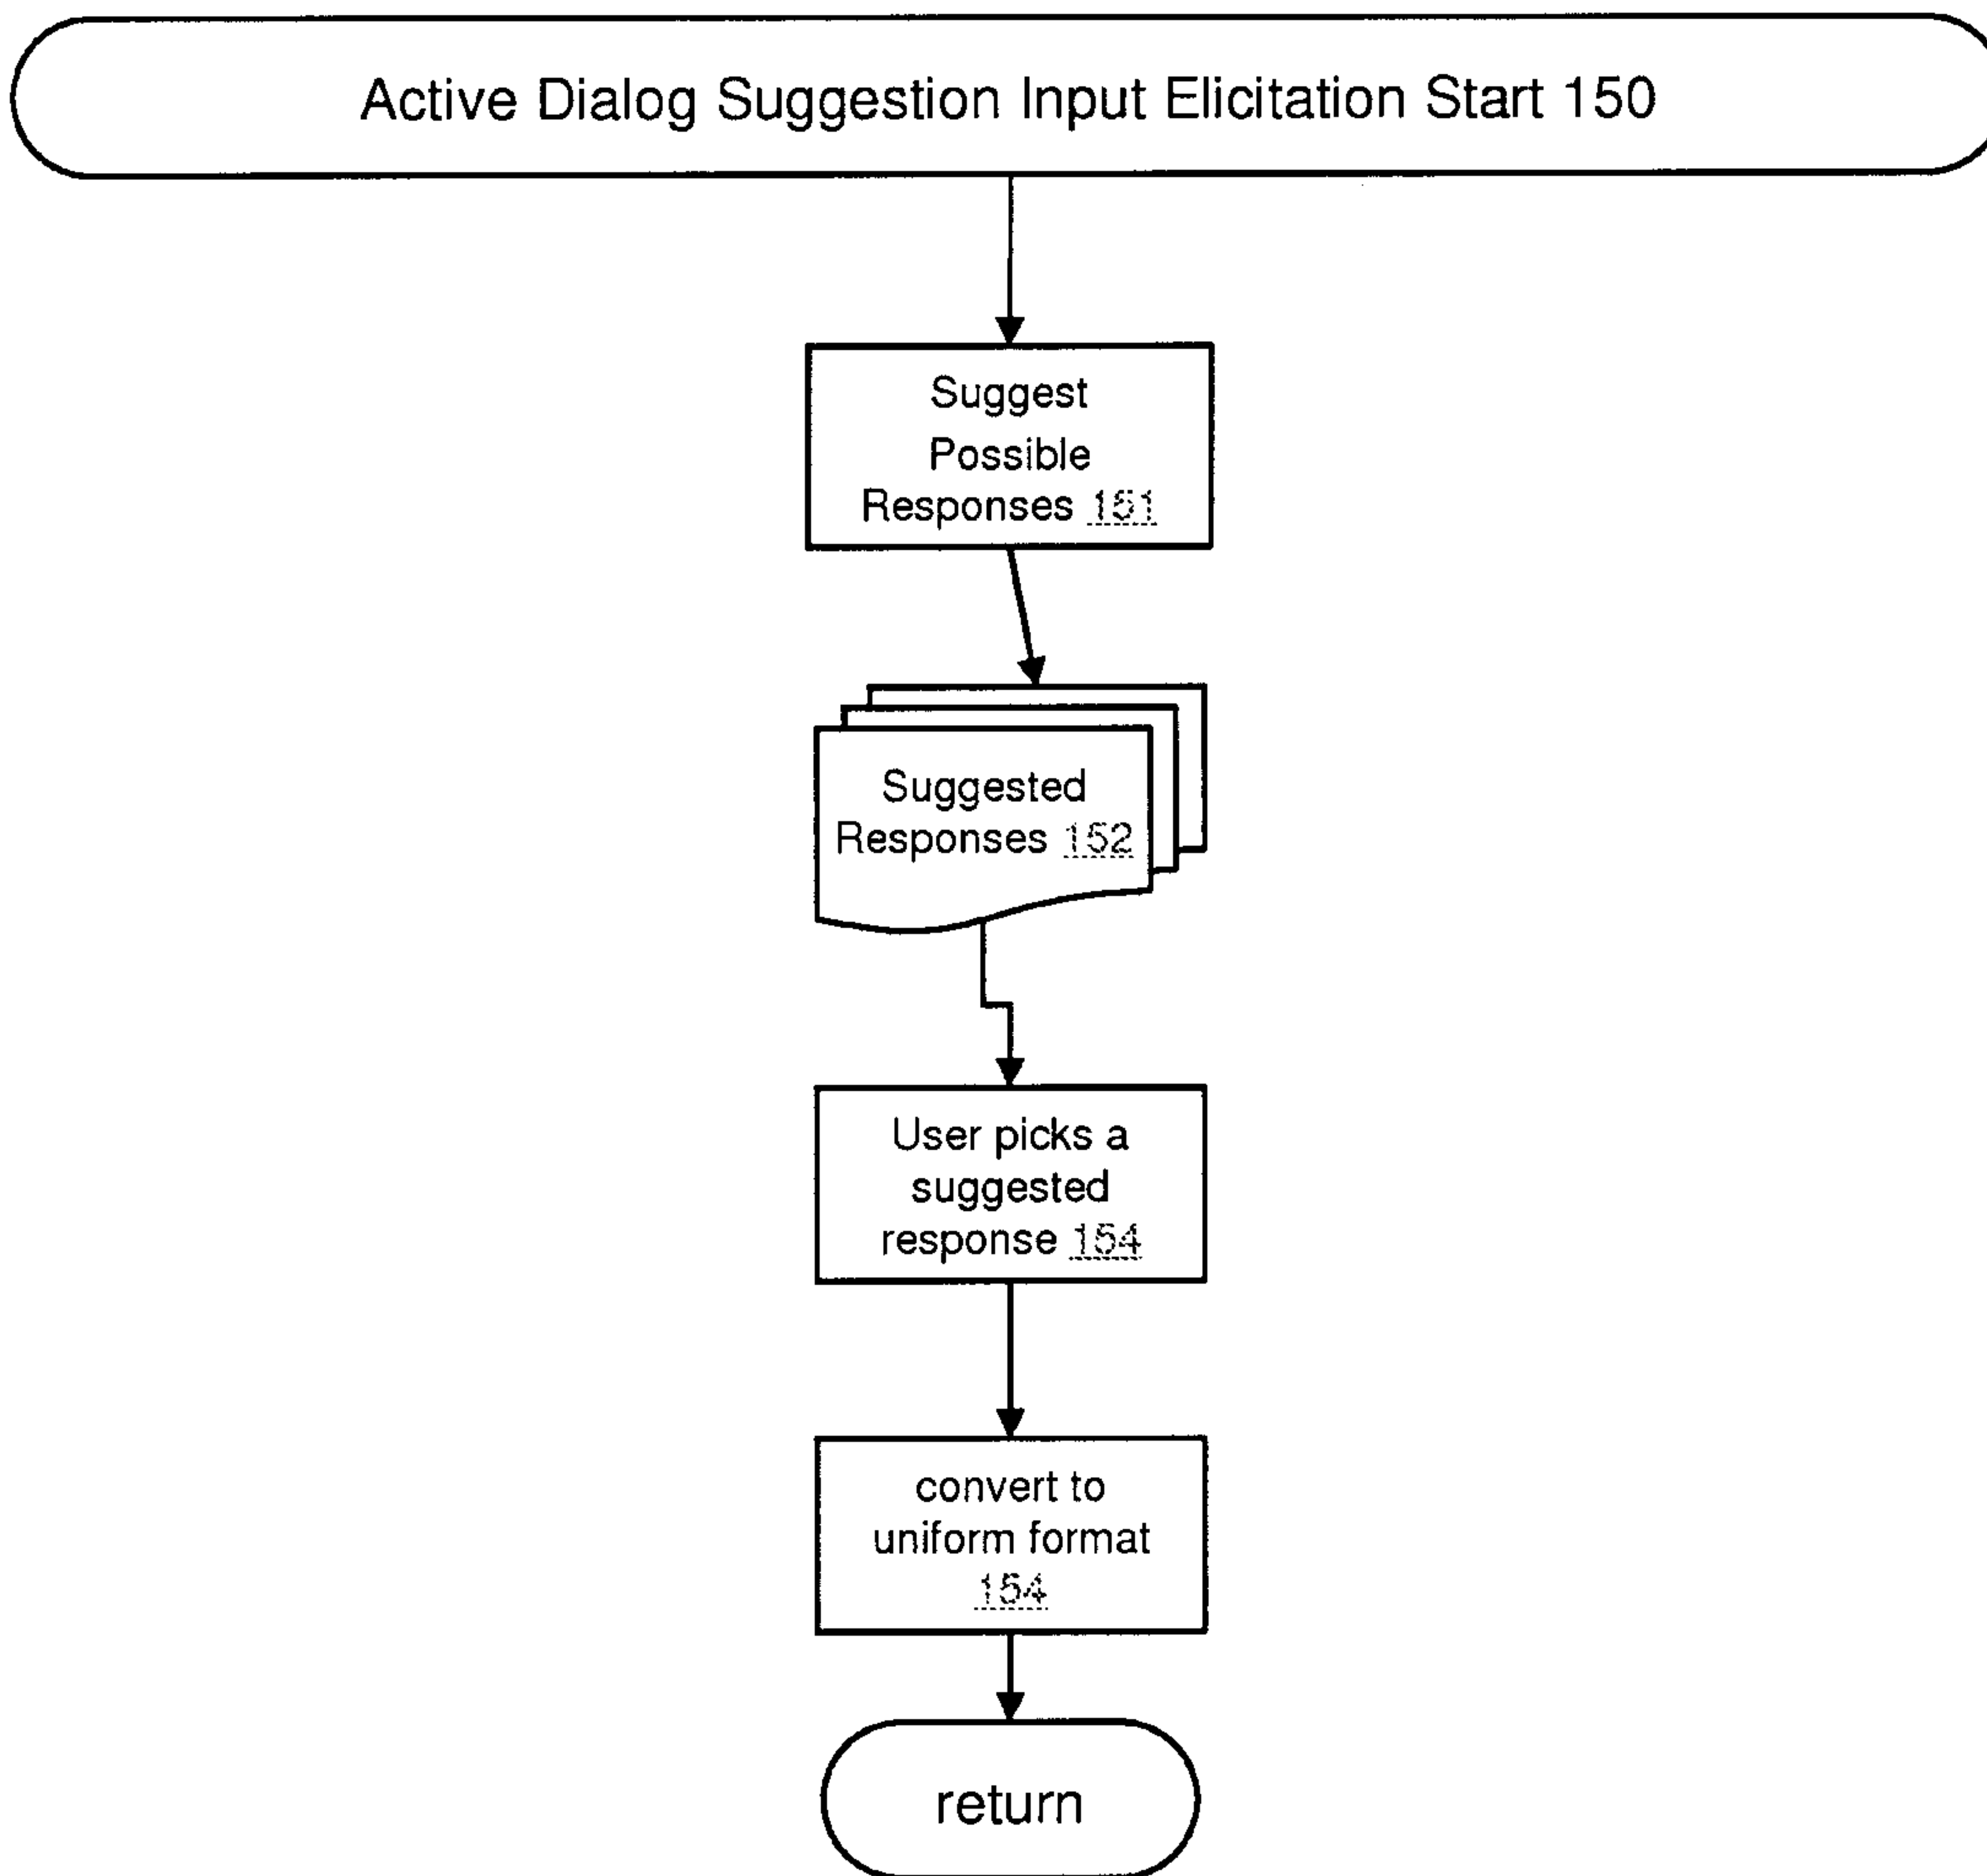 Active Dialog Suggestion Input Elicitation Start 150
Suggest
Possible
Responses 151
Suggested
Responses 152
User picks a
suggested
response 154
convert to
uniform format
154
return